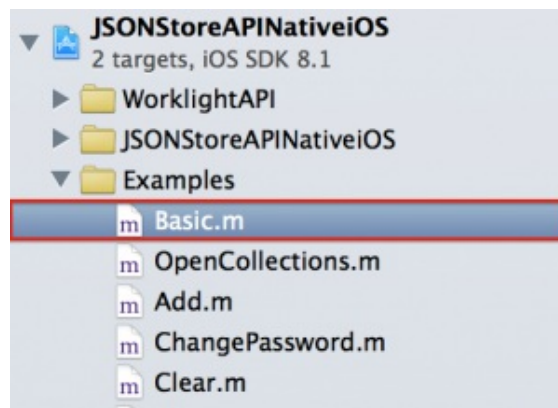 JSONStoreAPINativeiOS
2 targets, iOS SDK 8.1
WorklightAPI
JSONStoreAPINativeiOS
Examples
m Basic.m
m OpenCollections.m
m Add.m
m ChangePassword.m
m Clear.m